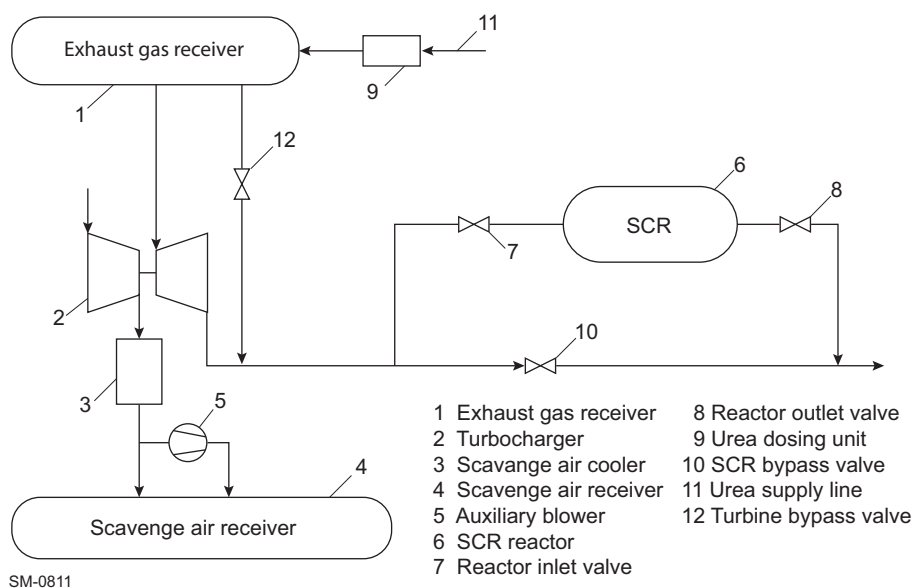 Exhaust gas receiver
11
1
9
12
6
SCR
8
7
2
10
3
5
4
Scavenge air receiver
1 Exhaust gas receiver
2 Turbocharger
3 Scavange air cooler
4 Scavenge air receiver
5 Auxiliary blower
6 SCR reactor
7 Reactor inlet valve
8 Reactor outlet valve
9 Urea dosing unit
10 SCR bypass valve
11 Urea supply line
12 Turbine bypass valve
SM-0811